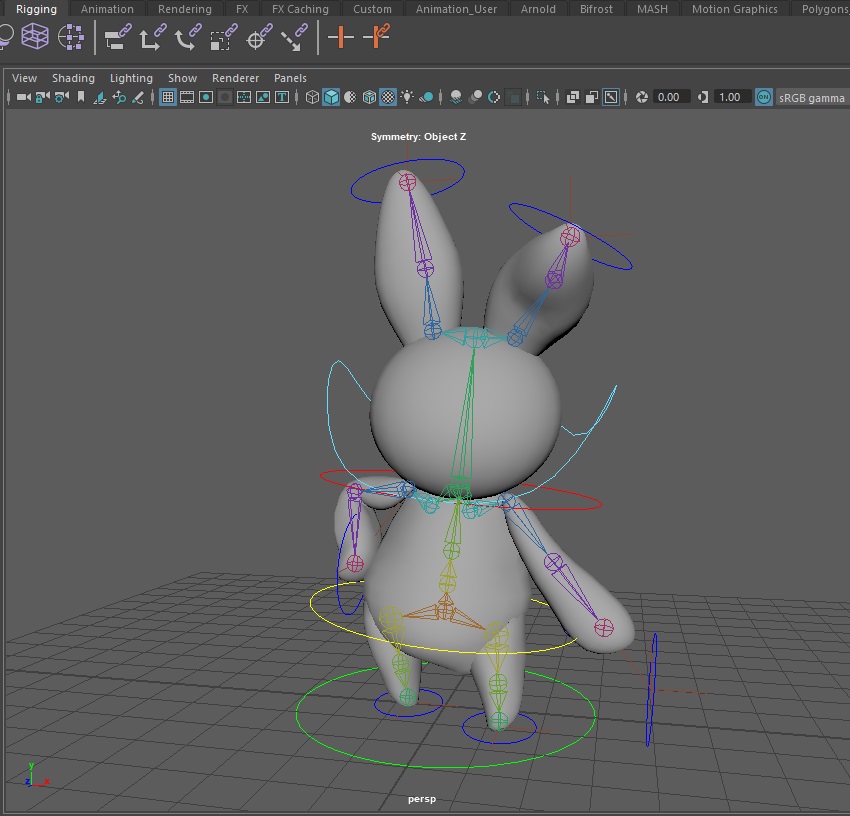 Rigging Animation Rendering FX FX Caching Custom Animation_User Arnold Bifrost MASH Motion Graphics Polygons
View Shading Lighting Show Renderer Panels
0.00 1.00 ON sRGB gamma
Symmetry: Object Z
y
z x
persp